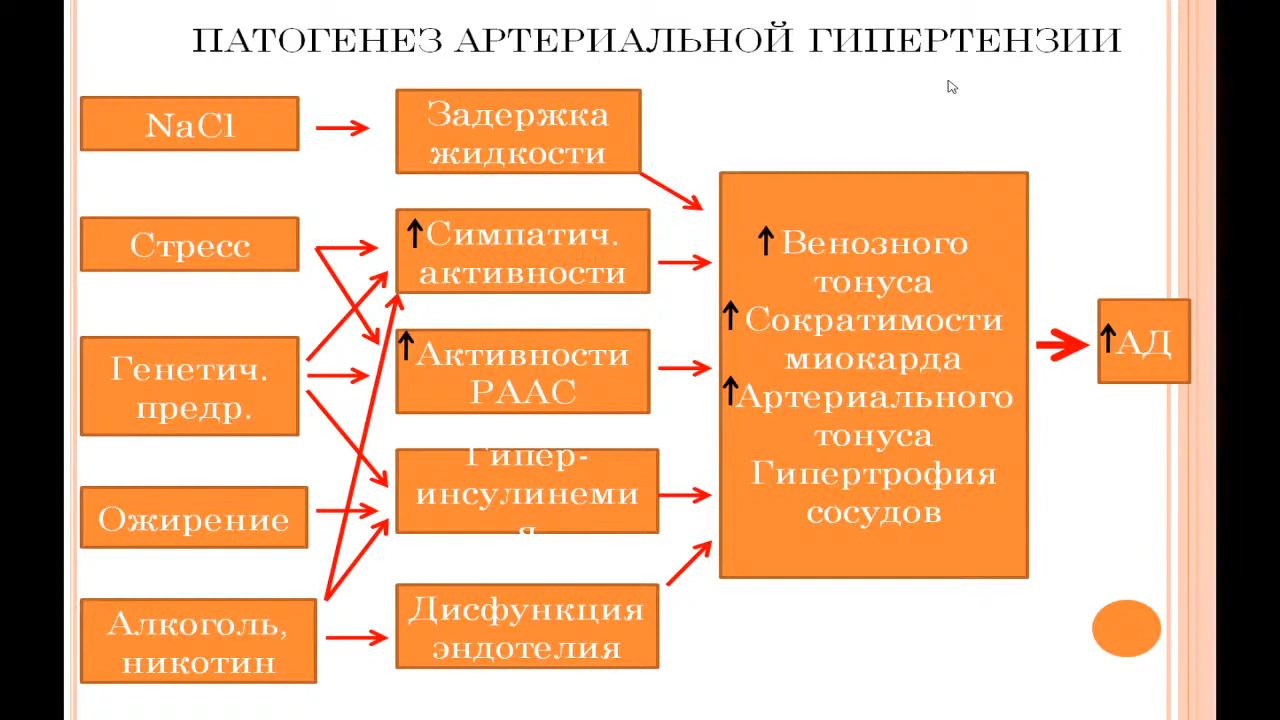 ПАТОГЕНЕЗ АРТЕРИАЛЬНОЙ ГИПЕРТЕНЗИИ
NaCl
Задержка
жидкости
Стресс
Симпатич.
активности
Генетич.
предр.
Активности
РААС
Ожирение
Гипер-
инсулинеми
я
Алкоголь,
никотин
Дисфункция
эндотелия
Венозного
тонуса
Сократимости
миокарда
Артериального
тонуса
Гипертрофия
сосудов
АД